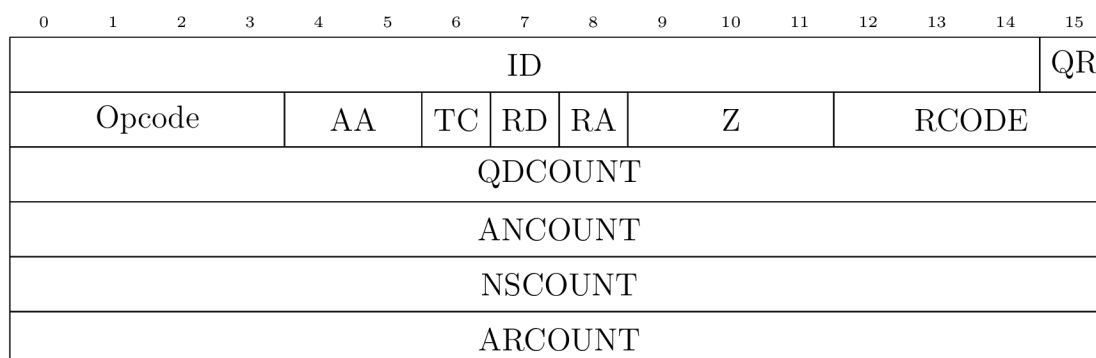 0 1 2 3 4 5 6 7 8 9 10 11 12 13 14 15
ID QR
Opcode AA TC RD RA Z RCODE
QDCOUNT
ANCOUNT
NSCOUNT
ARCOUNT